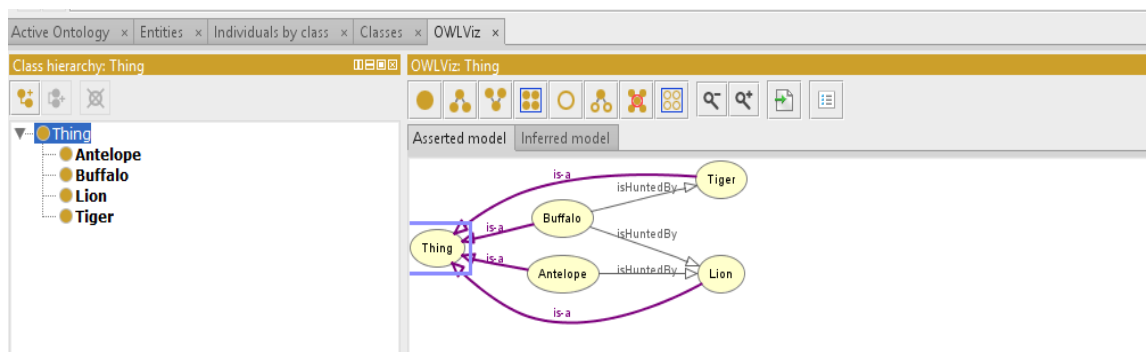 Active Ontology × Entities × Individuals by class × Classes × OWLViz ×
Class hierarchy: Thing
OWLViz: Thing
Asserted model Inferred model
Thing
Antelope
Buffalo
Lion
Tiger
is-a
isHuntedBy
Tiger
Buffalo
is-a
isHuntedBy
Thing
is-a
Antelope
isHuntedBy
Lion
is-a